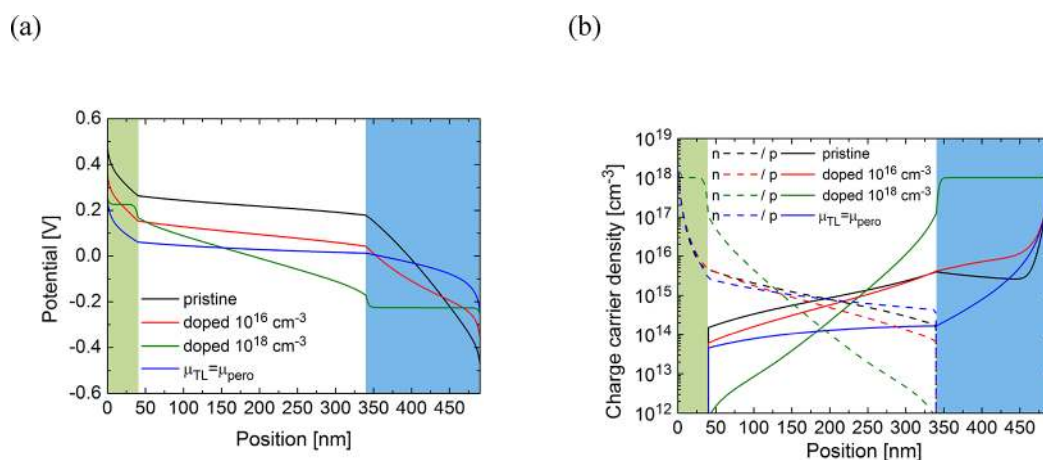 (a)
(b)
0.6
0.4
0.2
0.0
-0.2
-0.4
-0.6
Potential [V]
pristine
doped 10¹⁶ cm⁻³
doped 10¹⁸ cm⁻³
μTL=μpero
0 50 100 150 200 250 300 350 400 450
Position [nm]
10¹⁹
10¹⁸
10¹⁷
10¹⁶
10¹⁵
10¹⁴
10¹³
10¹²
Charge carrier density [cm⁻³]
n / p pristine
n / p doped 10¹⁶ cm⁻³
n / p doped 10¹⁸ cm⁻³
n / p μTL=μpero
0 50 100 150 200 250 300 350 400 450
Position [nm]